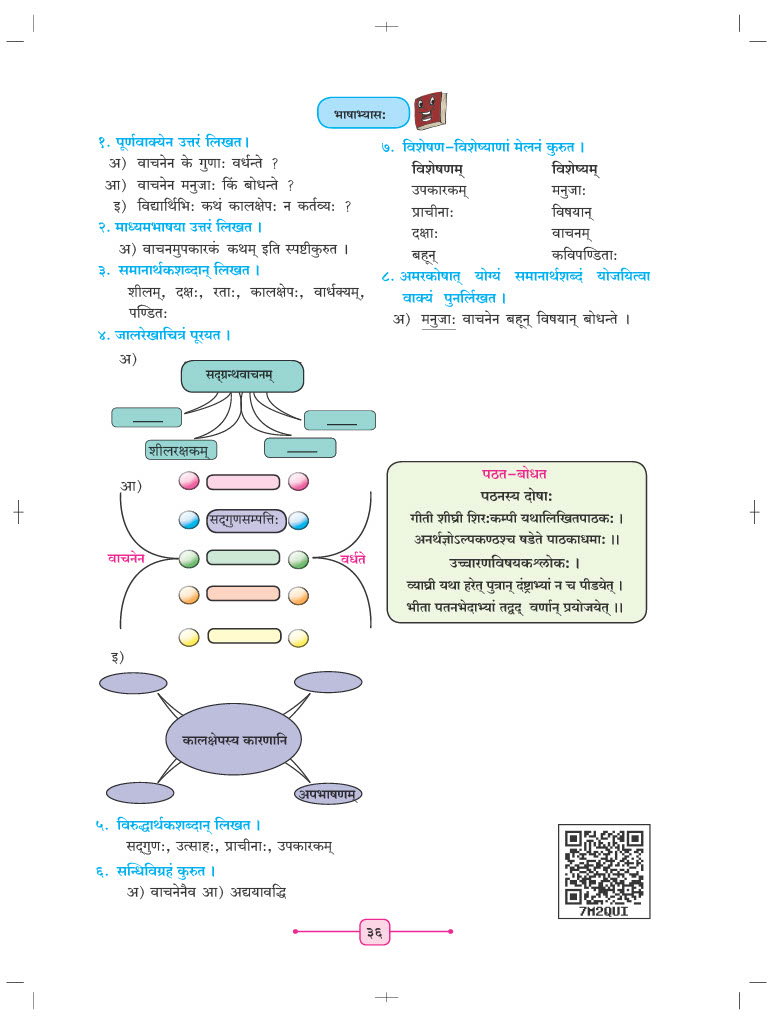 भाषाभ्यासः
१. पूर्णवाक्येन उत्तरं लिखत।
अ) वाचनेन के गुणाः वर्धन्ते ?
आ) वाचनेन मनुजाः किं बोधन्ते ?
इ) विद्यार्थिभिः कथं कालक्षेपः न कर्तव्यः ?
२. माध्यमभाषया उत्तरं लिखत ।
अ) वाचनमुपकारकं कथम् इति स्पष्टीकुरुत ।
३. समानार्थकशब्दान् लिखत ।
शीलम्, दक्षः, रताः, कालक्षेपः, वार्धक्यम्,
पण्डितः
४. जालरेखाचित्रं पूरयत ।
अ)
सद्ग्रन्थवाचनम्
शीलरक्षकम्
आ)
सद्गुणसम्पत्तिः
वाचनेन
वर्धते
इ)
कालक्षेपस्य कारणानि
अपभाषणम्
५. विरुद्धार्थकशब्दान् लिखत ।
सद्गुणः, उत्साहः, प्राचीनाः, उपकारकम्
६. सन्धिविग्रहं कुरुत ।
अ) वाचनेनैव आ) अद्ययावद्धि
७. विशेषण-विशेष्याणां मेलनं कुरुत ।
विशेषणम् विशेष्यम्
उपकारकम् मनुजाः
प्राचीनाः विषयान्
दक्षाः वाचनम्
बहून् कविपण्डिताः
८. अमरकोषात् योग्यं समानार्थशब्दं योजयित्वा
वाक्यं पुनर्लिखत ।
अ) मनुजाः वाचनेन बहून् विषयान् बोधन्ते ।
पठत-बोधत
पठनस्य दोषाः
गीती शीघ्री शिरःकम्पी यथालिखितपाठकः ।
अनर्थज्ञोऽल्पकण्ठश्च षडेते पाठकाधमाः ।।
उच्चारणविषयकश्लोकः ।
व्याघ्री यथा हरेत् पुत्रान् दंष्ट्राभ्यां न च पीडयेत् ।
भीता पतनभेदाभ्यां तद्वद् वर्णान् प्रयोजयेत् ।।
7M2QUI
३६